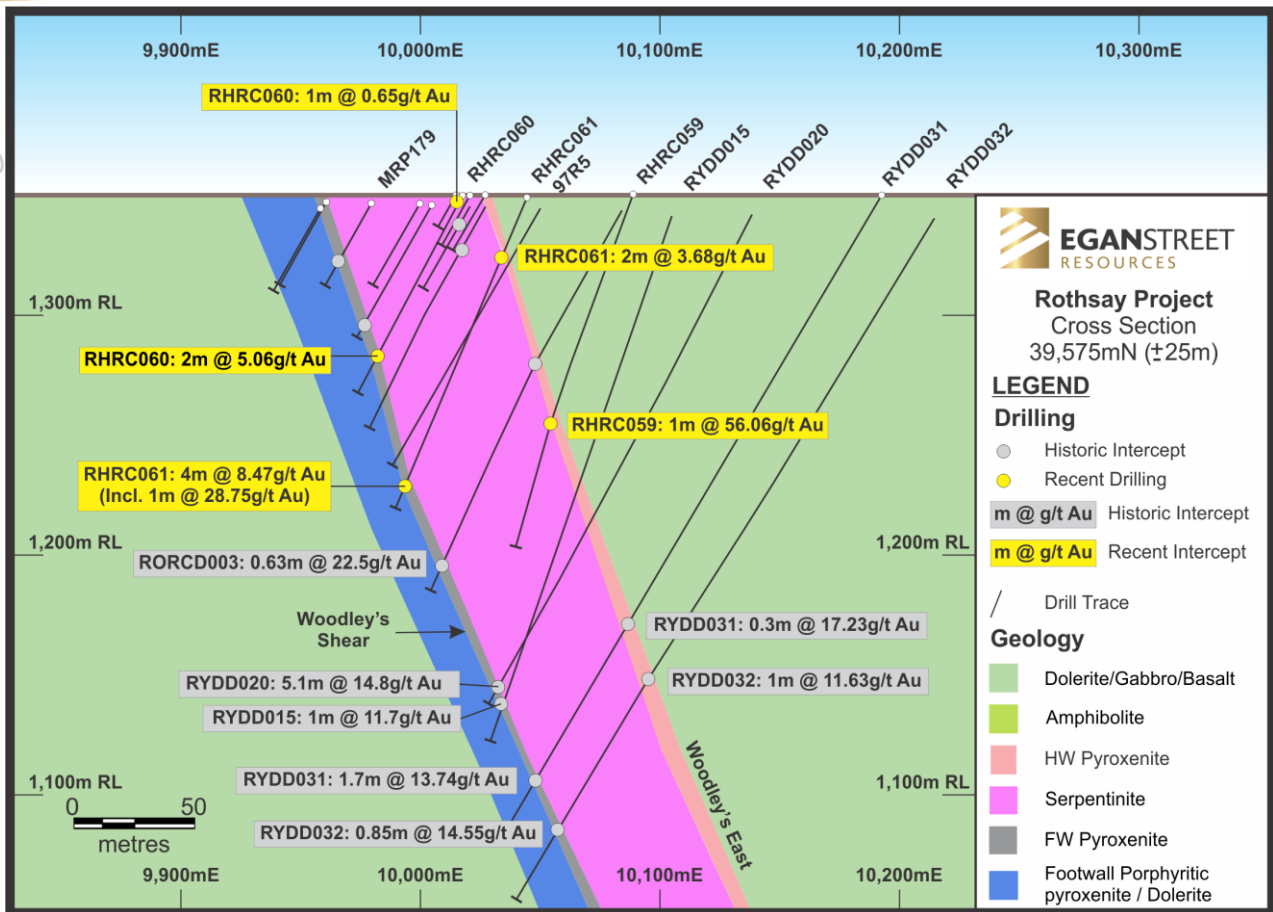 9,900mE
10,000mE
10,100mE
10,200mE
10,300mE
RHRC060: 1m @ 0.65g/t Au
MRP179
RHRC060
RHRC061
97R5
RHRC059
RYDD015
RYDD020
RYDD031
RYDD032
RHRC061: 2m @ 3.68g/t Au
1,300m RL
1,300m RL
RHRC060: 2m @ 5.06g/t Au
RHRC059: 1m @ 56.06g/t Au
RHRC061: 4m @ 8.47g/t Au
(Incl. 1m @ 28.75g/t Au)
1,200m RL
1,200m RL
RORCD003: 0.63m @ 22.5g/t Au
Woodley's
Shear
RYDD031: 0.3m @ 17.23g/t Au
RYDD020: 5.1m @ 14.8g/t Au
RYDD032: 1m @ 11.63g/t Au
RYDD015: 1m @ 11.7g/t Au
RYDD031: 1.7m @ 13.74g/t Au
Woodley's East
1,100m RL
1,100m RL
0 50
metres
RYDD032: 0.85m @ 14.55g/t Au
9,900mE
10,000mE
10,100mE
10,200mE
EGANSTREET
RESOURCES
Rothsay Project
Cross Section
39,575mN (±25m)
LEGEND
Drilling
Historic Intercept
Recent Drilling
m @ g/t Au Historic Intercept
m @ g/t Au Recent Intercept
Drill Trace
Geology
Dolerite/Gabbro/Basalt
Amphibolite
HW Pyroxenite
Serpentinite
FW Pyroxenite
Footwall Porphyritic
pyroxenite / Dolerite